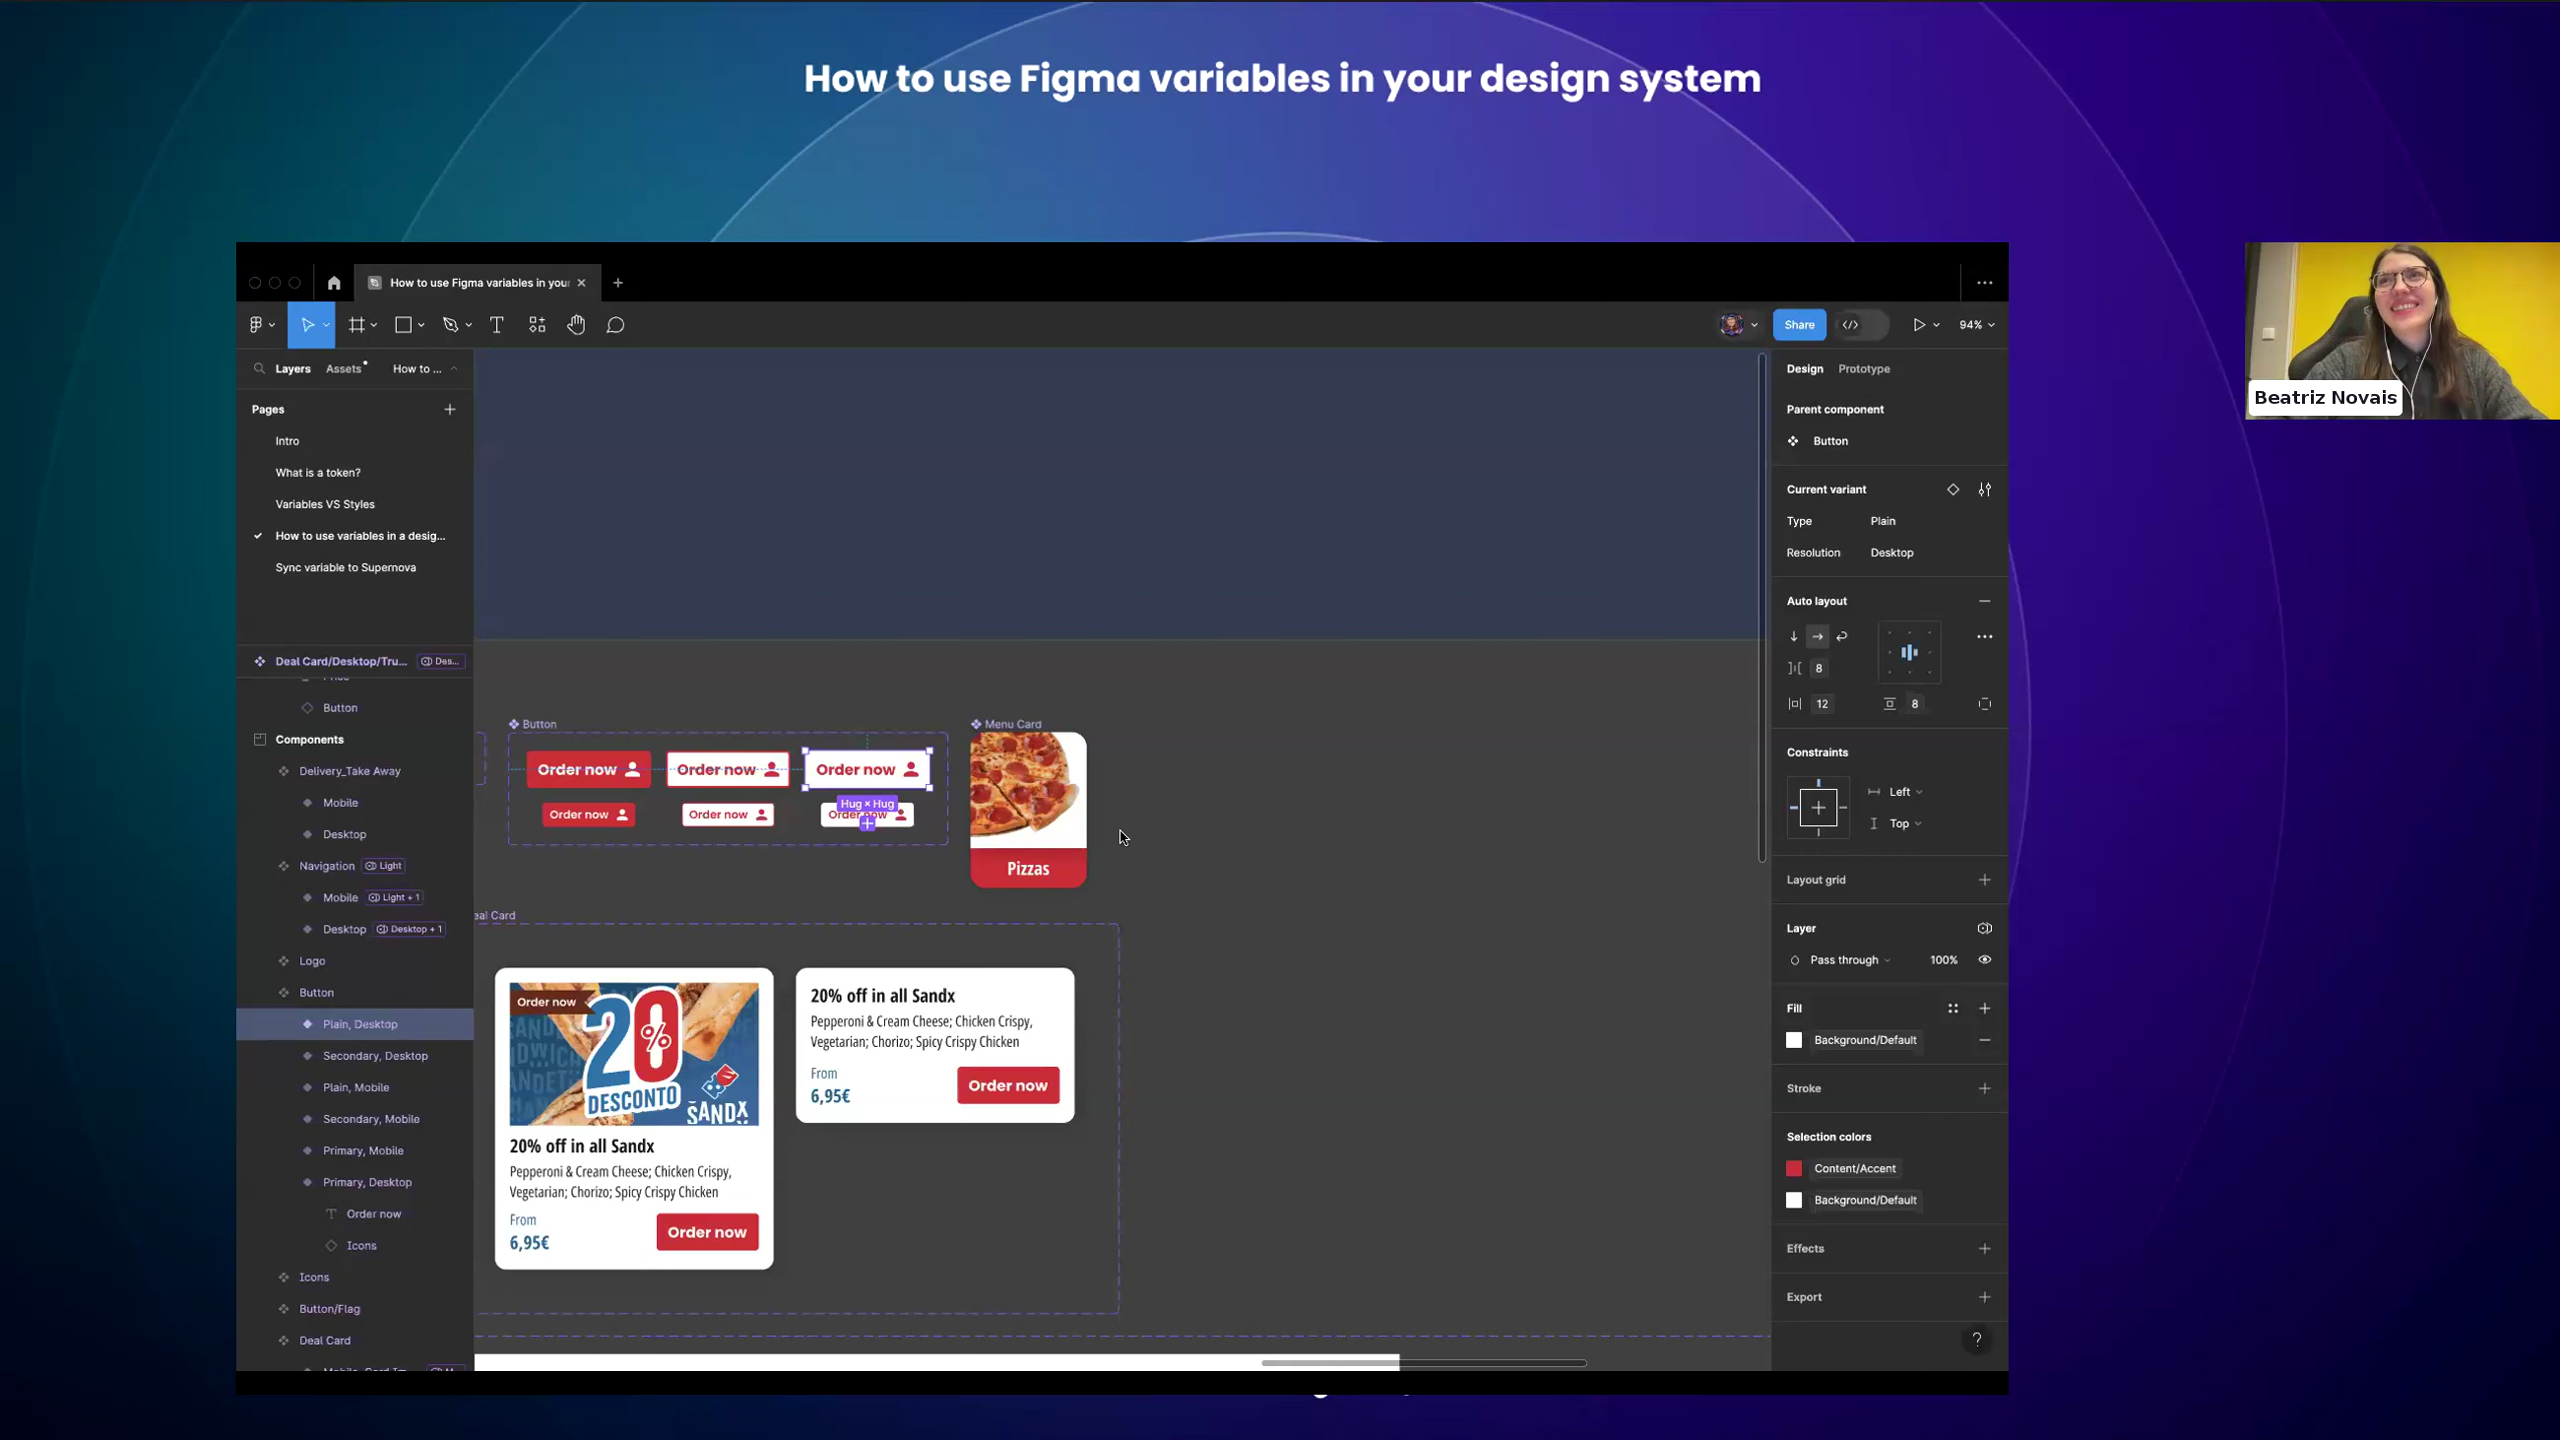 How to use Figma variables in your design system
How to use Figma variables in your
Share
94%
Layers
Assets
How to ...
Pages
Intro
What is a token?
Variables VS Styles
How to use variables in a desig...
Sync variable to Supernova
Deal Card/Desktop/Tru...
Des...
Button
Components
Delivery_Take Away
Mobile
Desktop
Navigation
Light
Mobile
Light + 1
Desktop
Desktop + 1
Logo
Button
Plain, Desktop
Secondary, Desktop
Plain, Mobile
Secondary, Mobile
Primary, Mobile
Primary, Desktop
Order now
Icons
Icons
Button/Flag
Deal Card
Button
Order now
Order now
Order now
Order now
Order now
Hug × Hug
Order now
Menu Card
Pizzas
eal Card
Order now
20%
DESCONTO
SANDX
20% off in all Sandx
Pepperoni & Cream Cheese; Chicken Crispy,
Vegetarian; Chorizo; Spicy Crispy Chicken
From
6,95€
Order now
20% off in all Sandx
Pepperoni & Cream Cheese; Chicken Crispy,
Vegetarian; Chorizo; Spicy Crispy Chicken
From
6,95€
Order now
Design
Prototype
Parent component
Button
Current variant
Type
Plain
Resolution
Desktop
Auto layout
8
12
8
Constraints
Left
Top
Layout grid
Layer
Pass through
100%
Fill
Background/Default
Stroke
Selection colors
Content/Accent
Background/Default
Effects
Export
?
Beatriz Novais